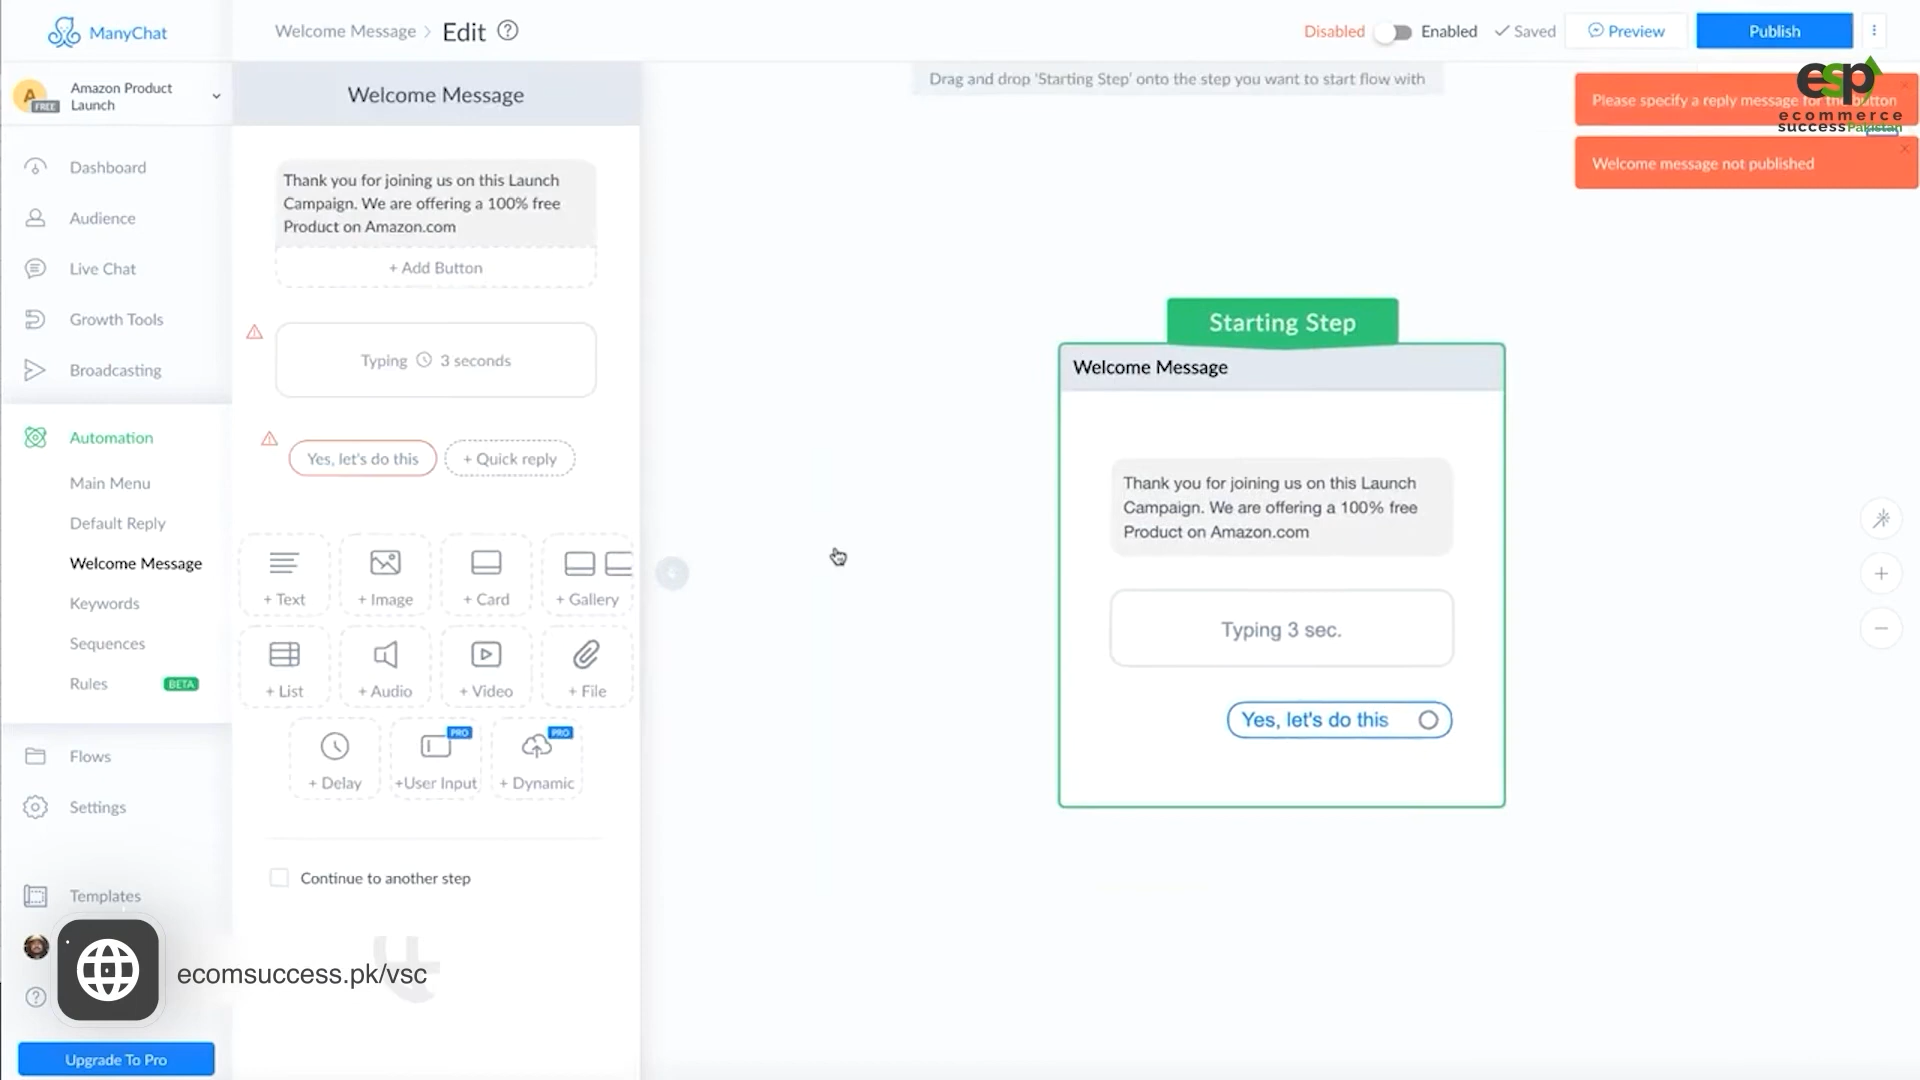 ManyChat
Welcome Message › Edit ?
Disabled Enabled ✓ Saved Preview Publish
Amazon Product
Launch
A FREE
Welcome Message
Drag and drop 'Starting Step' onto the step you want to start flow with
esp
ecommerce
success Pakistan
Please specify a reply message for the button
Welcome message not published
Dashboard
Audience
Live Chat
Growth Tools
Broadcasting
Automation
Main Menu
Default Reply
Welcome Message
Keywords
Sequences
Rules BETA
Flows
Settings
Templates
?
Upgrade To Pro
Thank you for joining us on this Launch
Campaign. We are offering a 100% free
Product on Amazon.com
+ Add Button
Typing 3 seconds
Yes, let's do this + Quick reply
+ Text + Image + Card + Gallery
+ List + Audio + Video + File
PRO PRO
+ Delay +User Input + Dynamic
Continue to another step
ecomsuccess.pk/vsc
Starting Step
Welcome Message
Thank you for joining us on this Launch
Campaign. We are offering a 100% free
Product on Amazon.com
Typing 3 sec.
Yes, let's do this